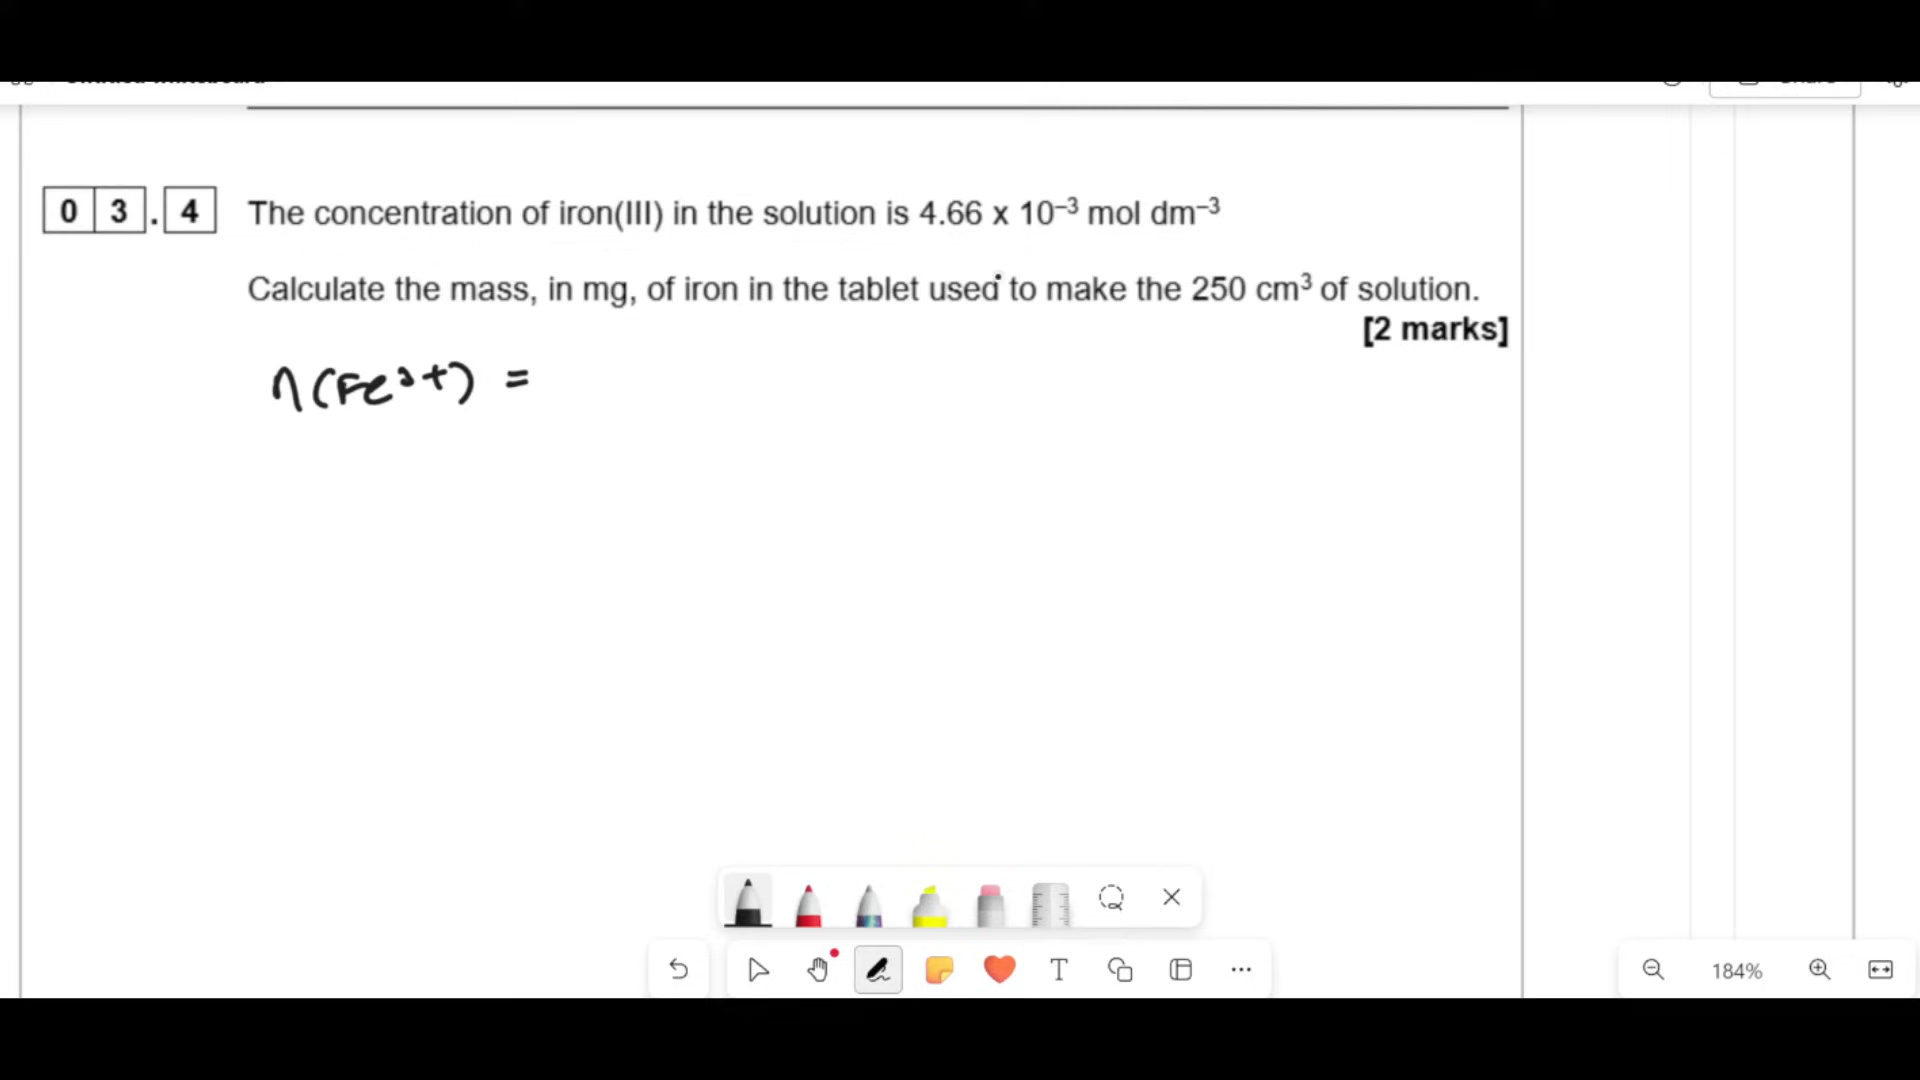 03.4 The concentration of iron(III) in the solution is 4.66 x 10⁻³ mol dm⁻³
Calculate the mass, in mg, of iron in the tablet used to make the 250 cm³ of solution.
[2 marks]
n(Fe³⁺) =
184%